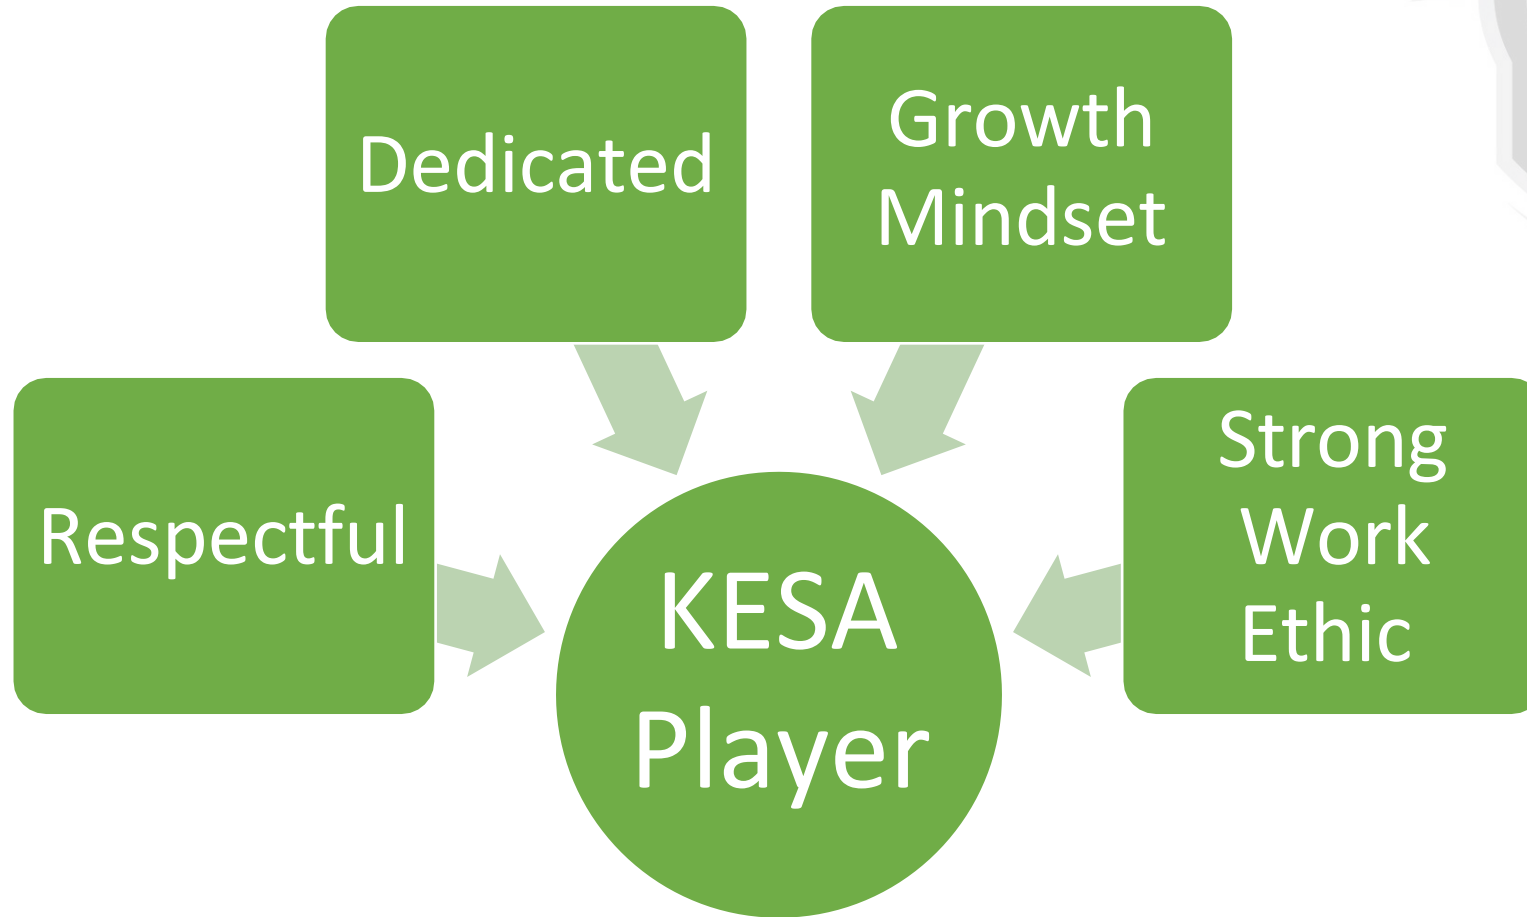 Dedicated
Growth
Mindset
Respectful
Strong
Work
Ethic
KESA
Player